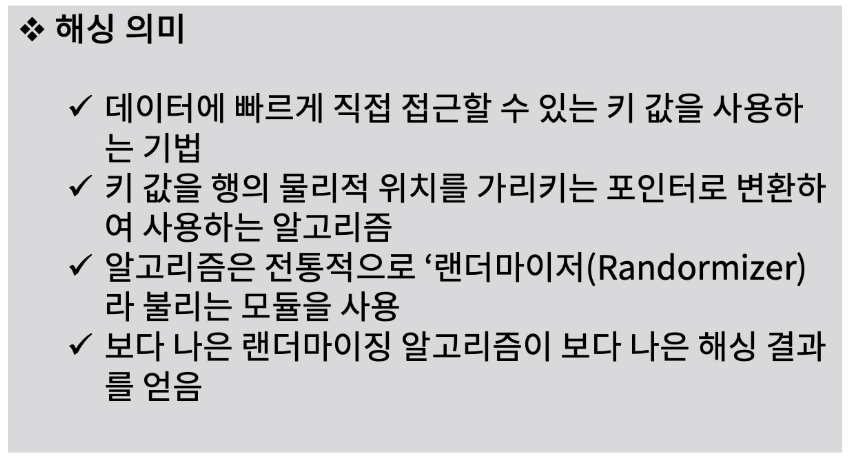 ❖ 해싱 의미
✓ 데이터에 빠르게 직접 접근할 수 있는 키 값을 사용하
는 기법
✓ 키 값을 행의 물리적 위치를 가리키는 포인터로 변환하
여 사용하는 알고리즘
✓ 알고리즘은 전통적으로 ‘랜더마이저(Randormizer)
라 불리는 모듈을 사용
✓ 보다 나은 랜더마이징 알고리즘이 보다 나은 해싱 결과
를 얻음